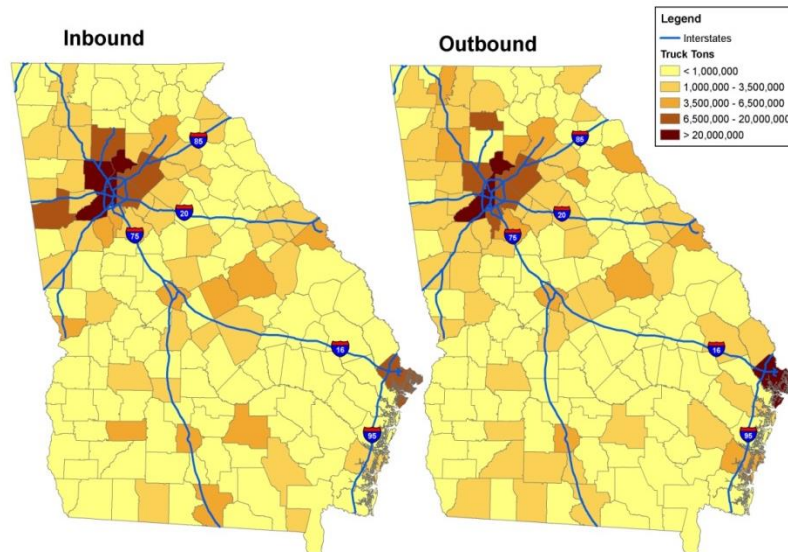 Inbound
Outbound
Legend
Interstates
Truck Tons
< 1,000,000
1,000,000 - 3,500,000
3,500,000 - 6,500,000
6,500,000 - 20,000,000
> 20,000,000
85
20
75
16
95
85
20
75
16
95